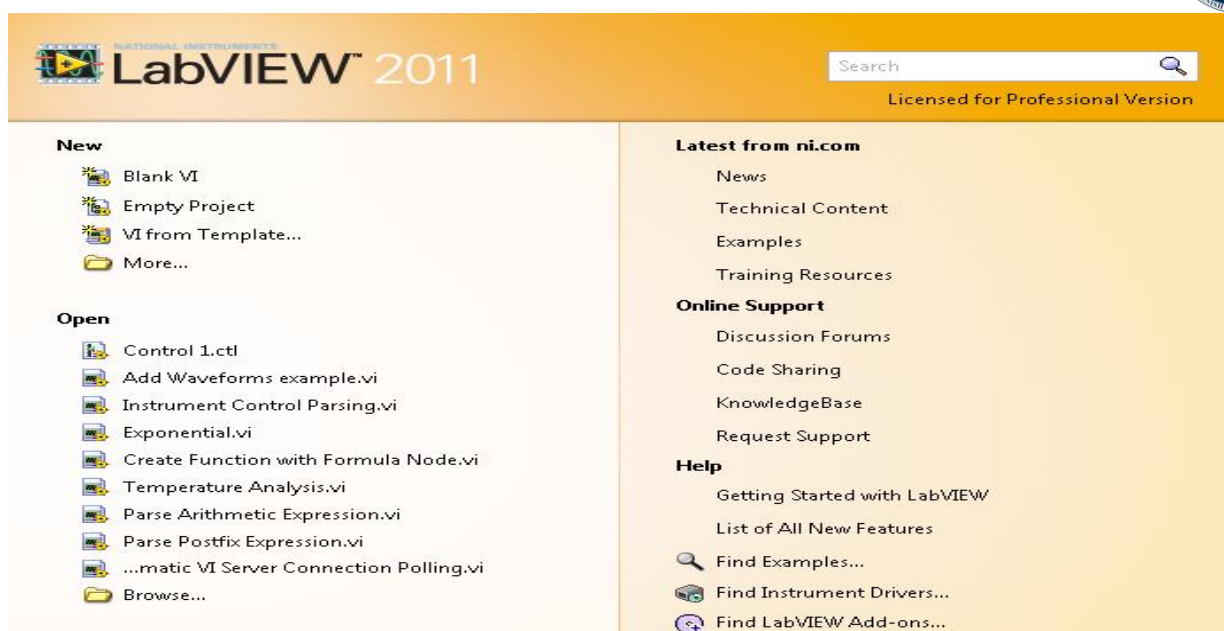 NATIONAL INSTRUMENTS
LabVIEW™ 2011
Search
Licensed for Professional Version
New
Blank VI
Empty Project
VI from Template...
More...
Open
Control 1.ctl
Add Waveforms example.vi
Instrument Control Parsing.vi
Exponential.vi
Create Function with Formula Node.vi
Temperature Analysis.vi
Parse Arithmetic Expression.vi
Parse Postfix Expression.vi
...matic VI Server Connection Polling.vi
Browse...
Latest from ni.com
News
Technical Content
Examples
Training Resources
Online Support
Discussion Forums
Code Sharing
KnowledgeBase
Request Support
Help
Getting Started with LabVIEW
List of All New Features
Find Examples...
Find Instrument Drivers...
Find LabVIEW Add-ons...